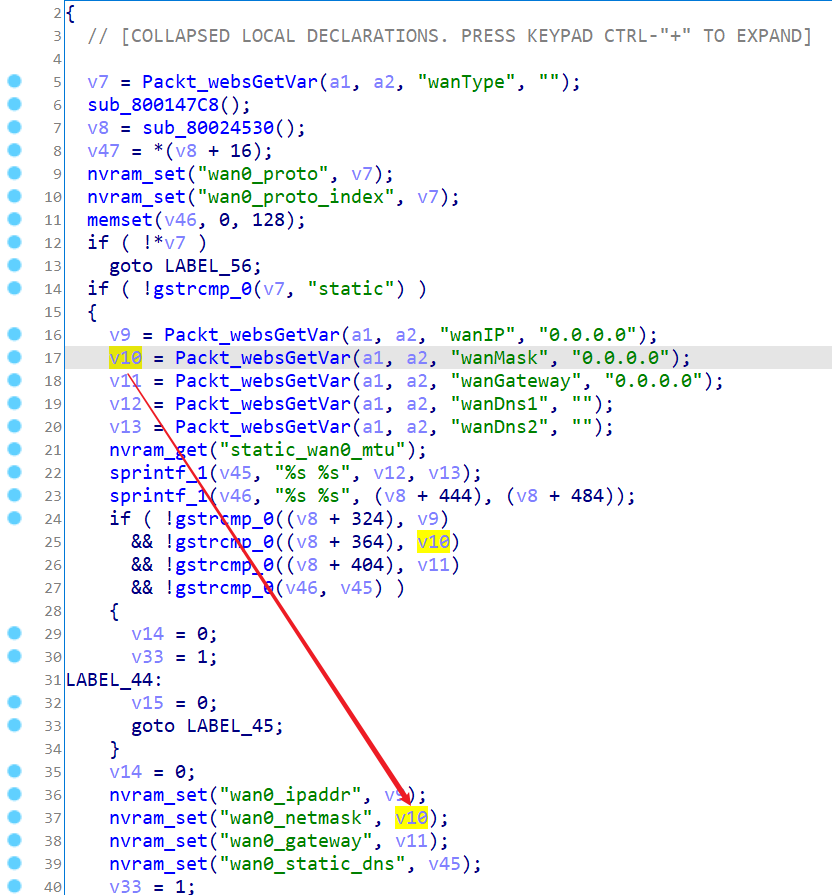 2 {
3 // [COLLAPSED LOCAL DECLARATIONS. PRESS KEYPAD CTRL-"+" TO EXPAND]
4
5 v7 = Packt_websGetVar(a1, a2, "wanType", "");
6 sub_800147C8();
7 v8 = sub_80024530();
8 v47 = *(v8 + 16);
9 nvram_set("wan0_proto", v7);
10 nvram_set("wan0_proto_index", v7);
11 memset(v46, 0, 128);
12 if ( !*v7 )
13 goto LABEL_56;
14 if ( !gstrcmp_0(v7, "static") )
15 {
16 v9 = Packt_websGetVar(a1, a2, "wanIP", "0.0.0.0");
17 v10 = Packt_websGetVar(a1, a2, "wanMask", "0.0.0.0");
18 v11 = Packt_websGetVar(a1, a2, "wanGateway", "0.0.0.0");
19 v12 = Packt_websGetVar(a1, a2, "wanDns1", "");
20 v13 = Packt_websGetVar(a1, a2, "wanDns2", "");
21 nvram_get("static_wan0_mtu");
22 sprintf_1(v45, "%s %s", v12, v13);
23 sprintf_1(v46, "%s %s", (v8 + 444), (v8 + 484));
24 if ( !gstrcmp_0((v8 + 324), v9)
25 && !gstrcmp_0((v8 + 364), v10)
26 && !gstrcmp_0((v8 + 404), v11)
27 && !gstrcmp_0(v46, v45) )
28 {
29 v14 = 0;
30 v33 = 1;
31 LABEL_44:
32 v15 = 0;
33 goto LABEL_45;
34 }
35 v14 = 0;
36 nvram_set("wan0_ipaddr", v9);
37 nvram_set("wan0_netmask", v10);
38 nvram_set("wan0_gateway", v11);
39 nvram_set("wan0_static_dns", v45);
40 v33 = 1;